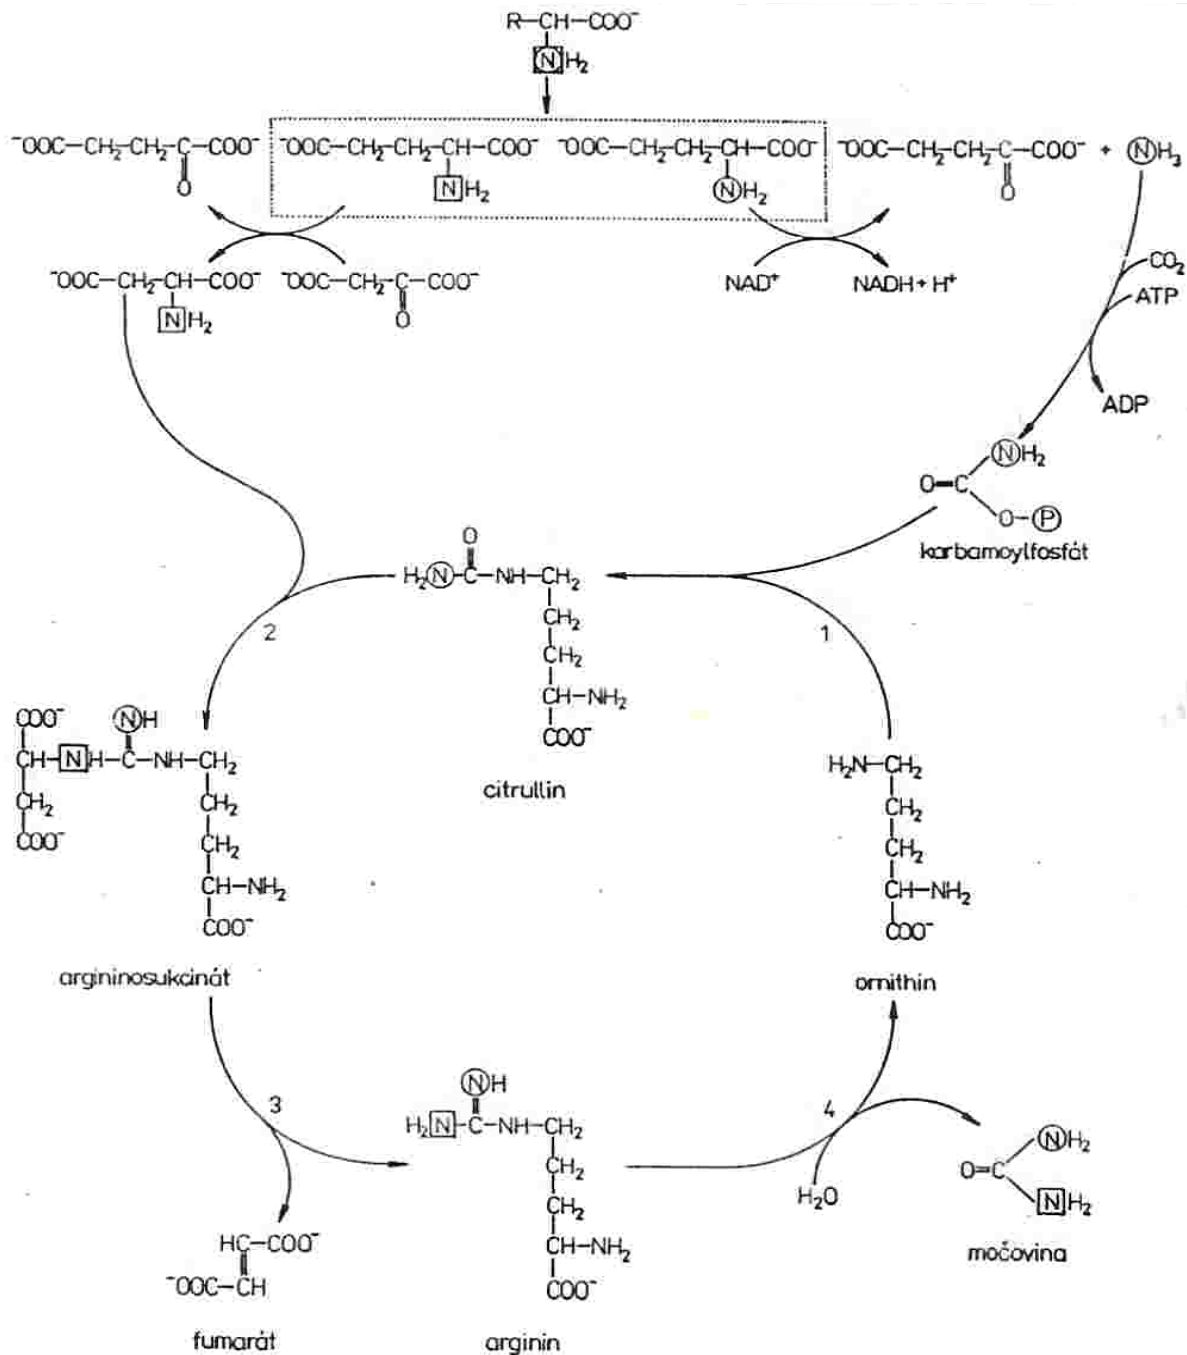 R-CH-COO⁻
NH₂
⁻OOC-CH₂-CH₂-C-COO⁻ ⁻OOC-CH₂-CH₂-CH-COO⁻ ⁻OOC-CH₂-CH₂-CH-COO⁻ ⁻OOC-CH₂-CH₂-C-COO⁻ + NH₃
O NH₂ NH₂ O
⁻OOC-CH₂-CH-COO⁻ ⁻OOC-CH₂-C-COO⁻ NAD⁺ NADH + H⁺ CO₂
NH₂ O ATP
ADP
NH₂
O=C
O-P
karbamoylfosfát
O
H₂N-C-NH-CH₂
CH₂
CH₂
CH-NH₂
COO⁻
citrullin
1
2
COO⁻ NH
CH-NH-C-NH-CH₂
CH₂ CH₂
COO⁻ CH₂
CH-NH₂
COO⁻
argininosukcinát
H₂N-CH₂
CH₂
CH₂
CH-NH₂
COO⁻
ornithin
3
NH
H₂N-C-NH-CH₂
CH₂
CH₂
CH-NH₂
COO⁻
arginin
4
H₂O
NH₂
O=C
NH₂
močovina
HC-COO⁻
⁻OOC-CH
fumarát